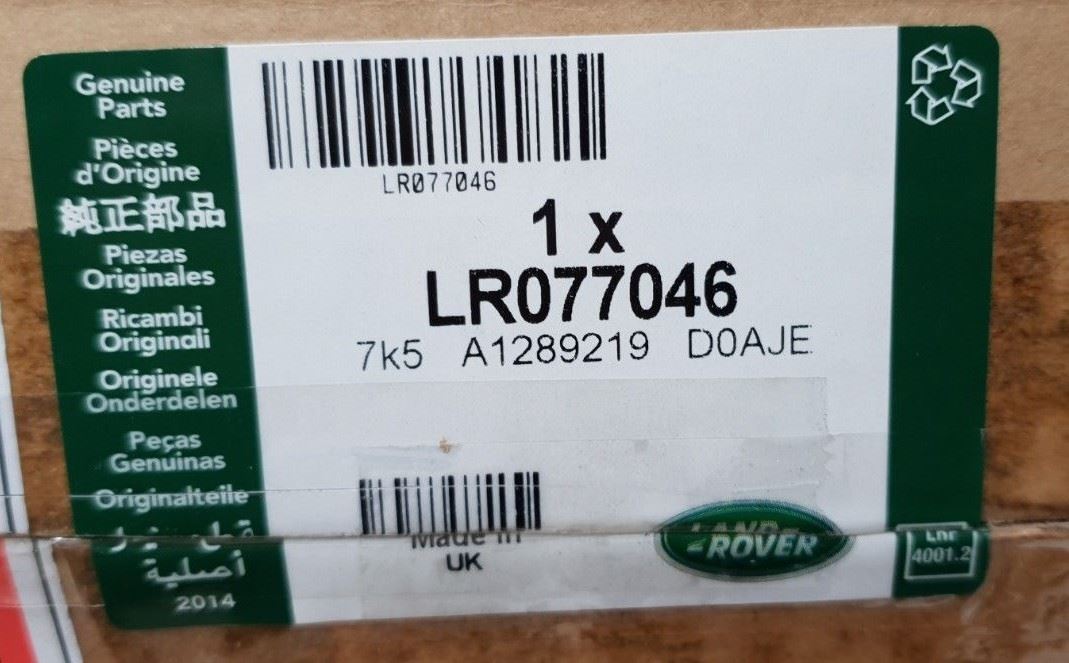 Genuine
Parts
Pièces
d'Origine
純正部品
Piezas
Originales
Ricambi
Originali
Originele
Onderdelen
Peças
Genuinas
Originalteile
أصلية
2014
LR077046
1 x
LR077046
7k5 A1289219 D0AJE
Made in
UK
LAND
ROVER
4001.2